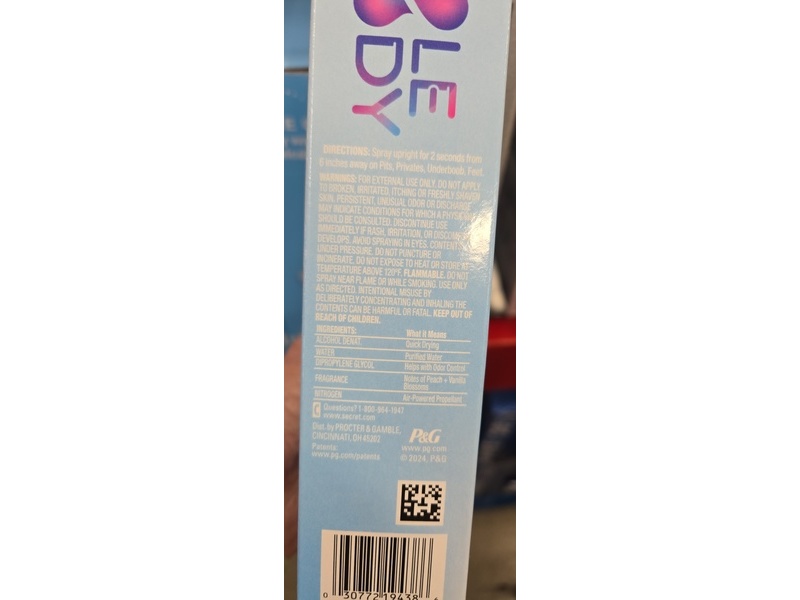 LE
DY
DIRECTIONS: Spray upright for 2 seconds from
6 inches away on Pits, Privates, Underboob, Feet.
WARNINGS: FOR EXTERNAL USE ONLY. DO NOT APPLY
TO BROKEN, IRRITATED, ITCHING OR FRESHLY
SKIN. PERSISTENT, UNUSUAL ODOR OR DISCHARGE
MAY INDICATE CONDITIONS FOR WHICH A
SHOULD BE CONSULTED. DISCONTINUE USE
IMMEDIATELY IF RASH, IRRITATION, OR
DEVELOPS. AVOID SPRAYING IN EYES.
UNDER PRESSURE. DO NOT PUNCTURE OR
INCINERATE. DO NOT EXPOSE TO HEAT OR STORE
TEMPERATURE ABOVE 120°F. FLAMMABLE. DO NOT
SPRAY NEAR FLAME OR WHILE SMOKING. USE ONLY
AS DIRECTED. INTENTIONAL MISUSE BY
DELIBERATELY CONCENTRATING AND INHALING THE
CONTENTS CAN BE HARMFUL OR FATAL. KEEP OUT OF
REACH OF CHILDREN.
INGREDIENTS: What it Means
ALCOHOL DENAT. Quick Drying
WATER Purified Water
DIPROPYLENE GLYCOL Helps with Odor Control
FRAGRANCE Notes of Peach + Vanilla
Blossoms
NITROGEN Air-Powered Propellant
Questions? 1-800-964-1947
www.secret.com
Dist. by PROCTER & GAMBLE,
CINCINNATI, OH 45202
Patents:
www.pg.com/patents
P&G
www.pg.com
© 2024, P&G
0 30772 19438 4